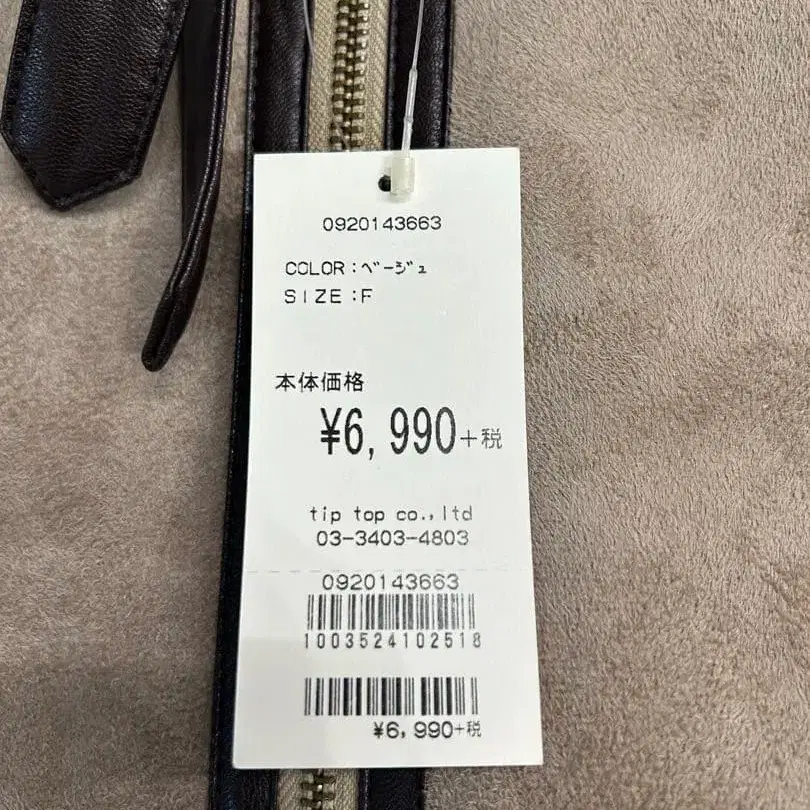 0920143663
COLOR:ベージュ
SIZE:F
本体価格
¥6,990+税
tip top co.,ltd
03-3403-4803
0920143663
1003524102518
¥6,990+税